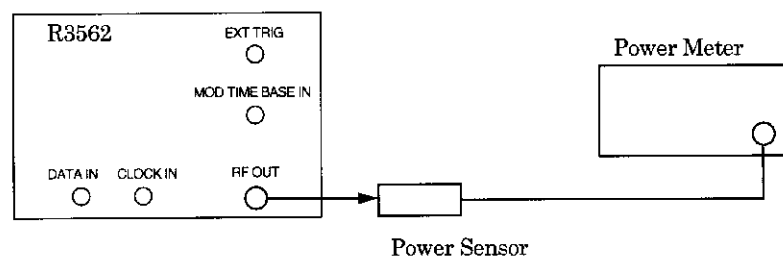 R3562
EXT TRIG
Power Meter
MOD TIME BASE IN
DATA IN CLOCK IN RF OUT
Power Sensor